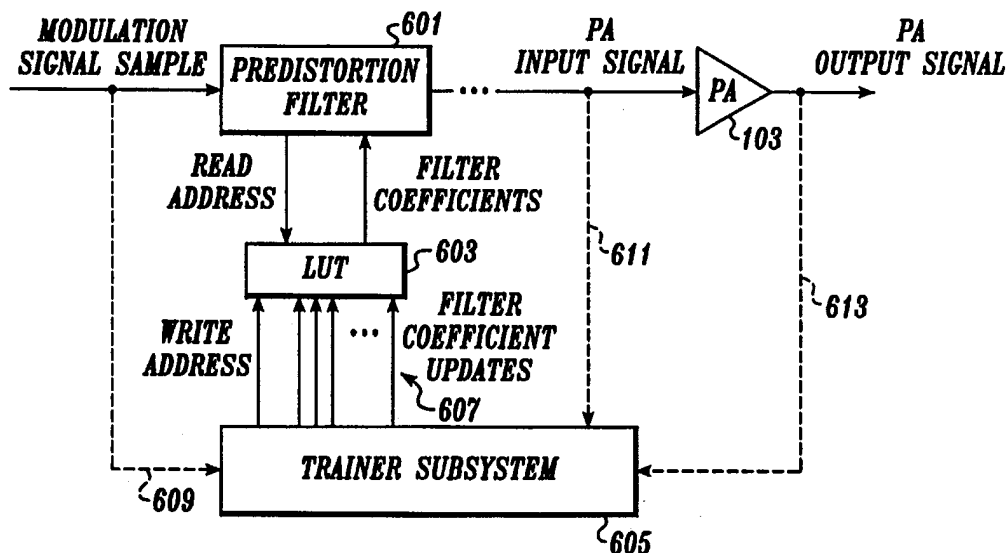 601
MODULATION
SIGNAL SAMPLE
PREDISTORTION
FILTER
...
PA
INPUT SIGNAL
PA
PA
OUTPUT SIGNAL
103
READ
ADDRESS
FILTER
COEFFICIENTS
LUT
603
611
613
WRITE
ADDRESS
...
FILTER
COEFFICIENT
UPDATES
607
TRAINER SUBSYSTEM
609
605